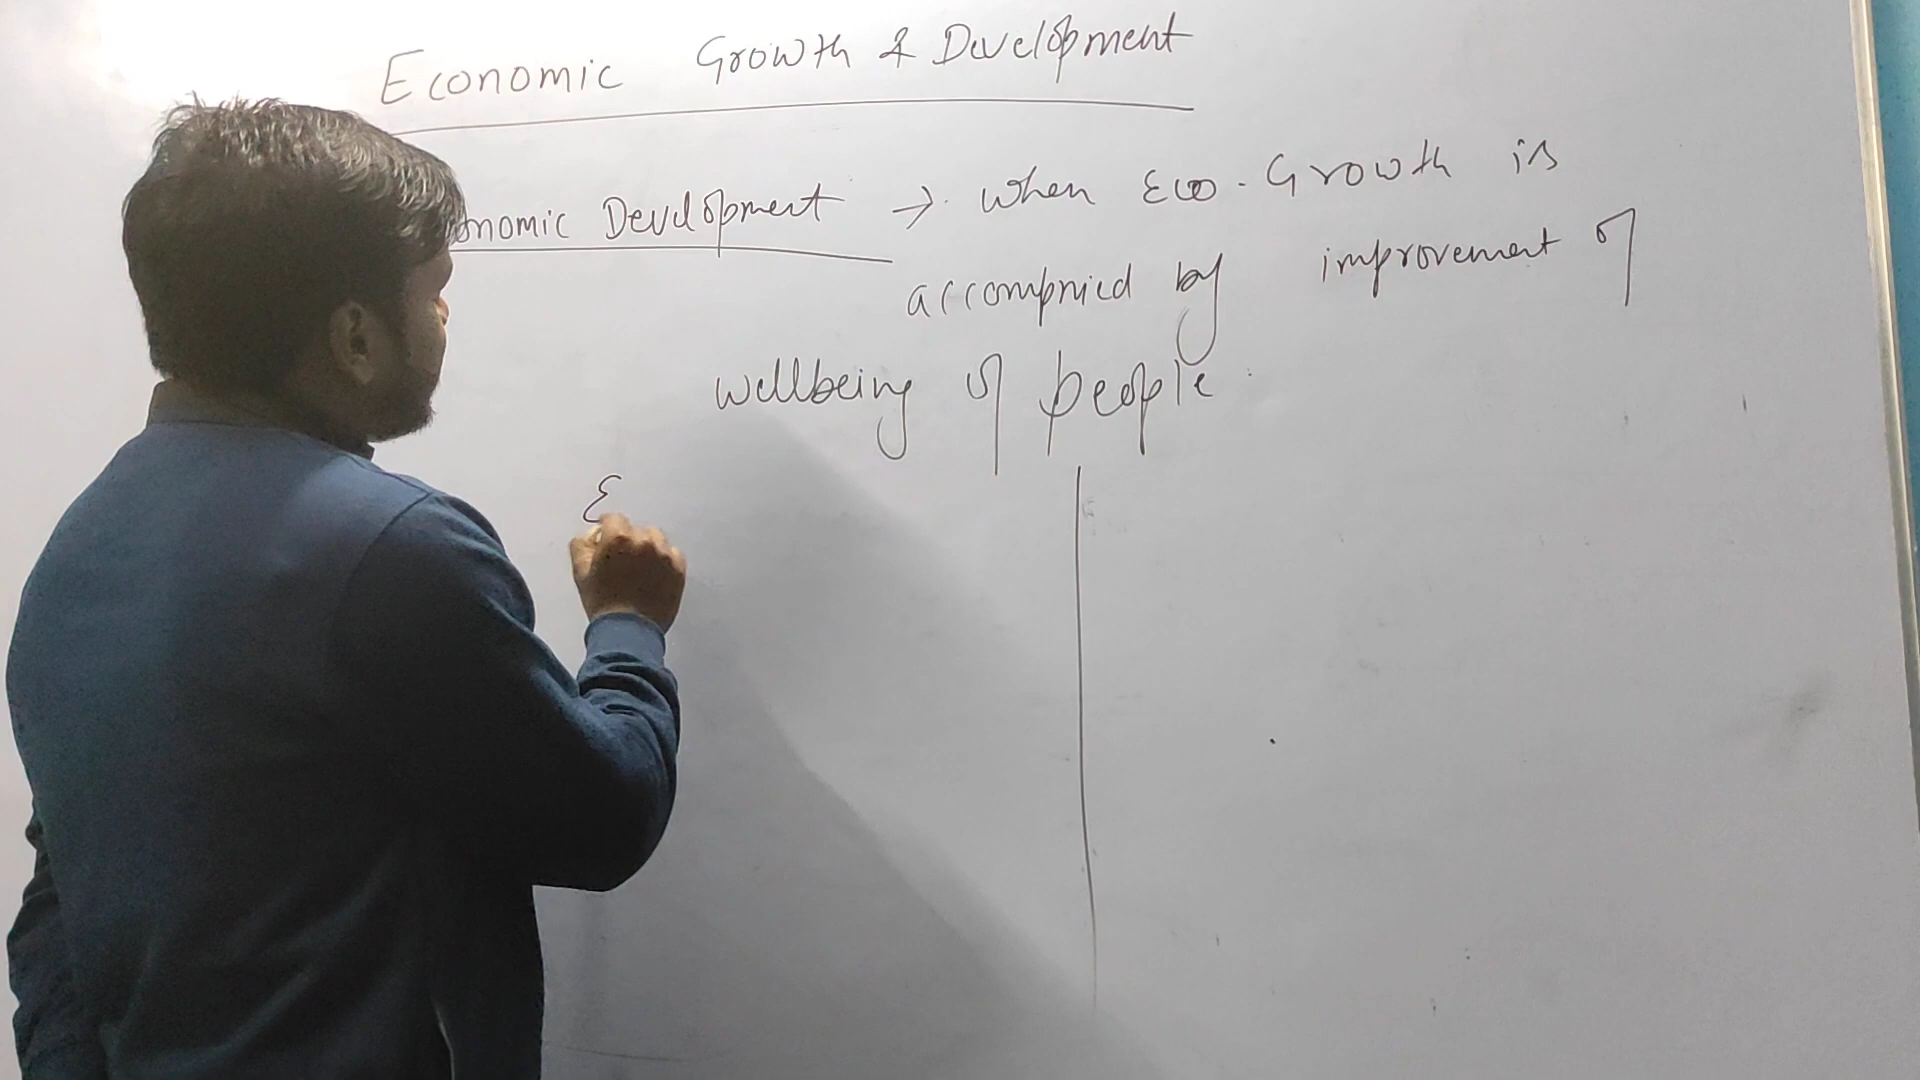 Economic Growth & Development
onomic Development → When Eco. Growth is
accompnied by improvement of
wellbeing of people.
E